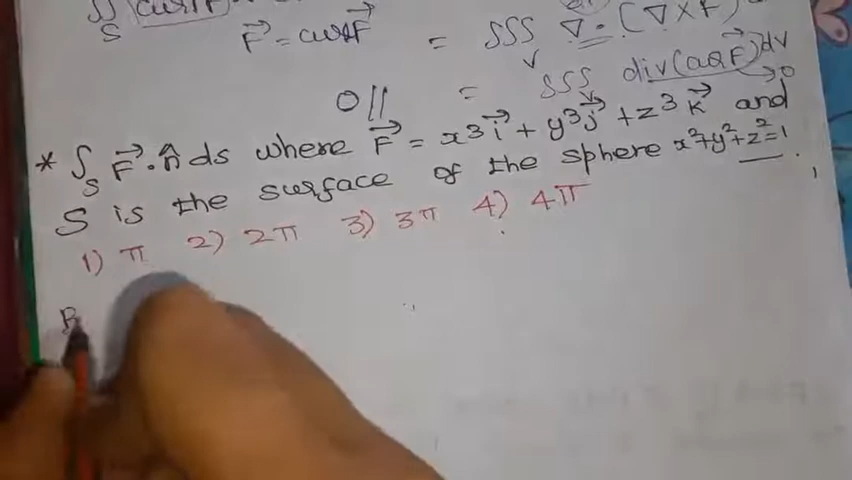 ∫∫ S
F⃗ = curl F⃗ = ∫∫∫ V ∇·(∇×F)
0// = ∫∫∫ V div(curl F⃗)dv → 0
* ∫ S F⃗·n̂ ds where F⃗ = x³i⃗ + y³j⃗ + z³k⃗ and
S is the surface of the sphere x²+y²+z²=1.
1) π 2) 2π 3) 3π 4) 4π